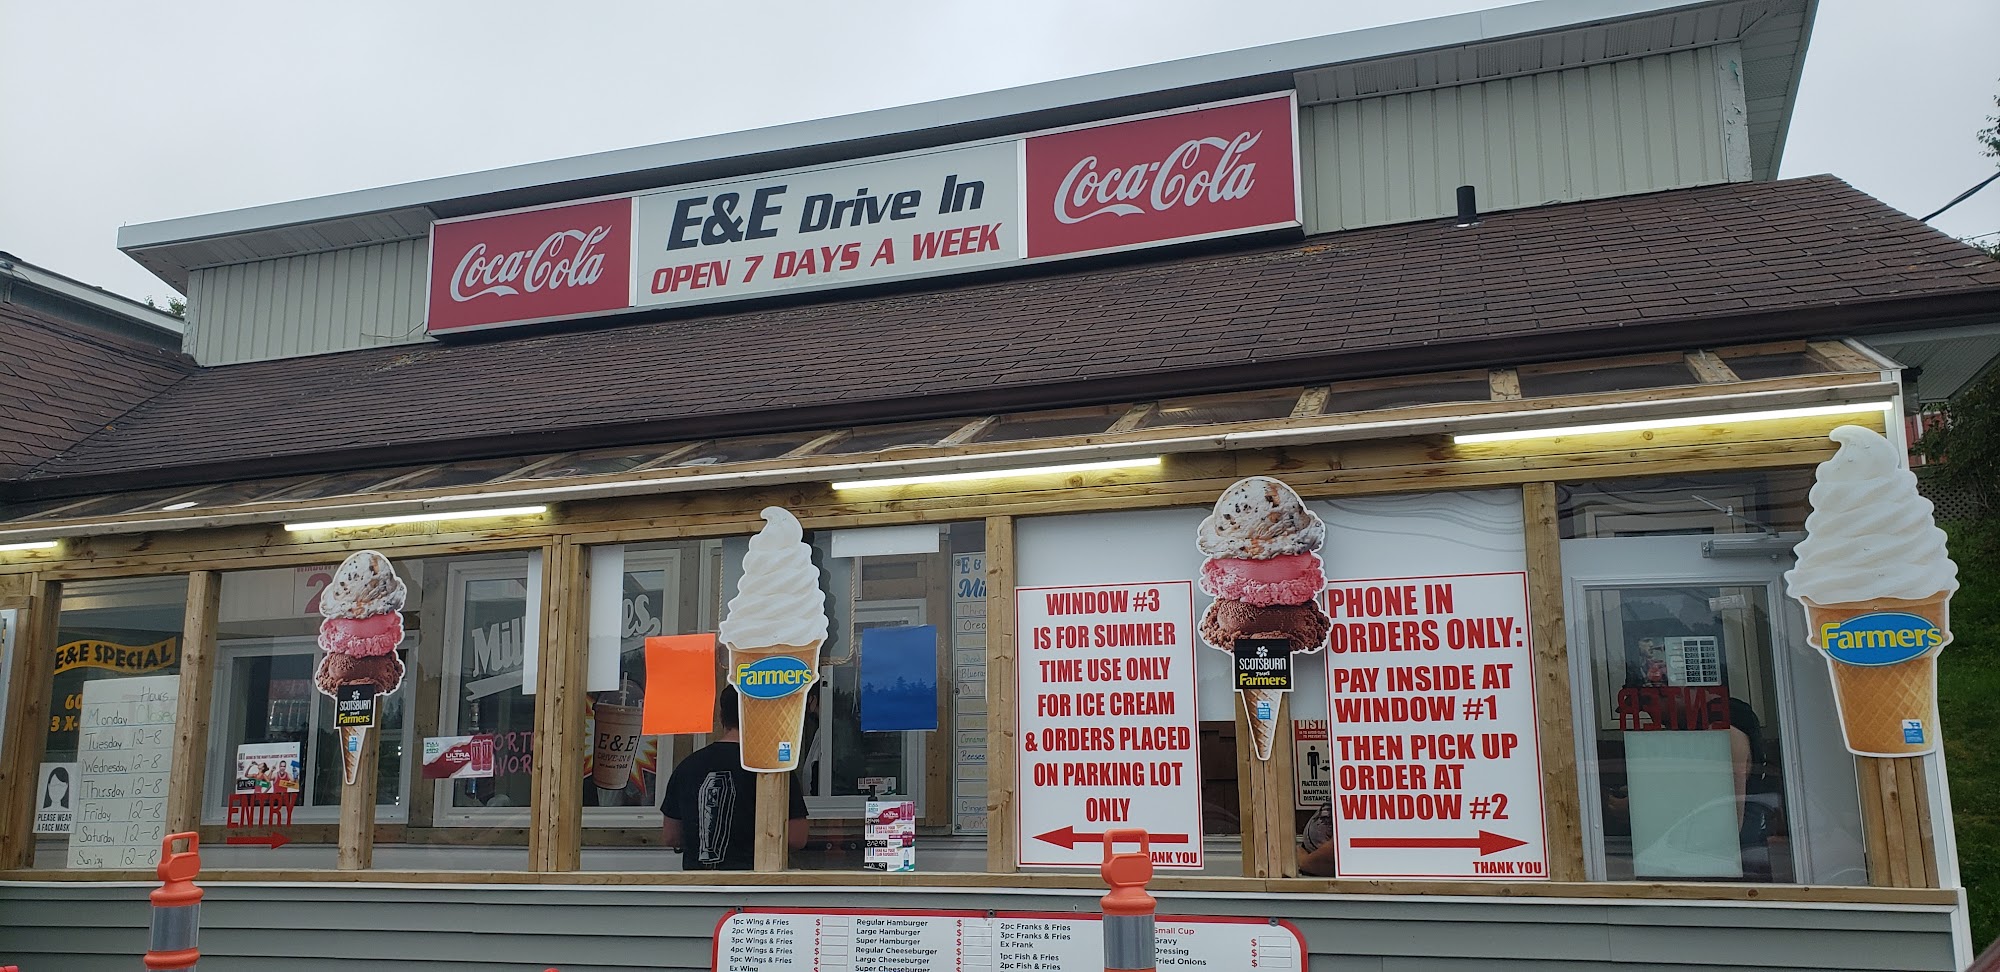 Coca-Cola
E&E Drive In
OPEN 7 DAYS A WEEK
Coca-Cola
E&E SPECIAL
Hours
Monday Closed
Tuesday 12-8
Wednesday 12-8
Thursday 12-8
Friday 12-8
Saturday 12-8
12-8
PLEASE WEAR
A FACE MASK
ENTRY
SCOTSBURN
Farmers
ULTRA
E&E
DRIVE-IN
Farmers
WINDOW #3
IS FOR SUMMER
TIME USE ONLY
FOR ICE CREAM
& ORDERS PLACED
ON PARKING LOT
ONLY
YOU
SCOTSBURN
Farmers
PHONE IN
ORDERS ONLY:
PAY INSIDE AT
WINDOW #1
THEN PICK UP
ORDER AT
WINDOW #2
THANK YOU
ENTER
Farmers
1pc Wing & Fries $
2pc Wings & Fries $
3pc Wings & Fries $
4pc Wings & Fries $
5pc Wings & Fries $
Ex Wing
Regular Hamburger $
Large Hamburger $
Super Hamburger $
Regular Cheeseburger $
Large Cheeseburger $
Super Cheeseburger
2pc Franks & Fries
3pc Franks & Fries
Ex Frank
1pc Fish & Fries
2pc Fish & Fries
Small Cup
Gravy $
Dressing $
Fried Onions $